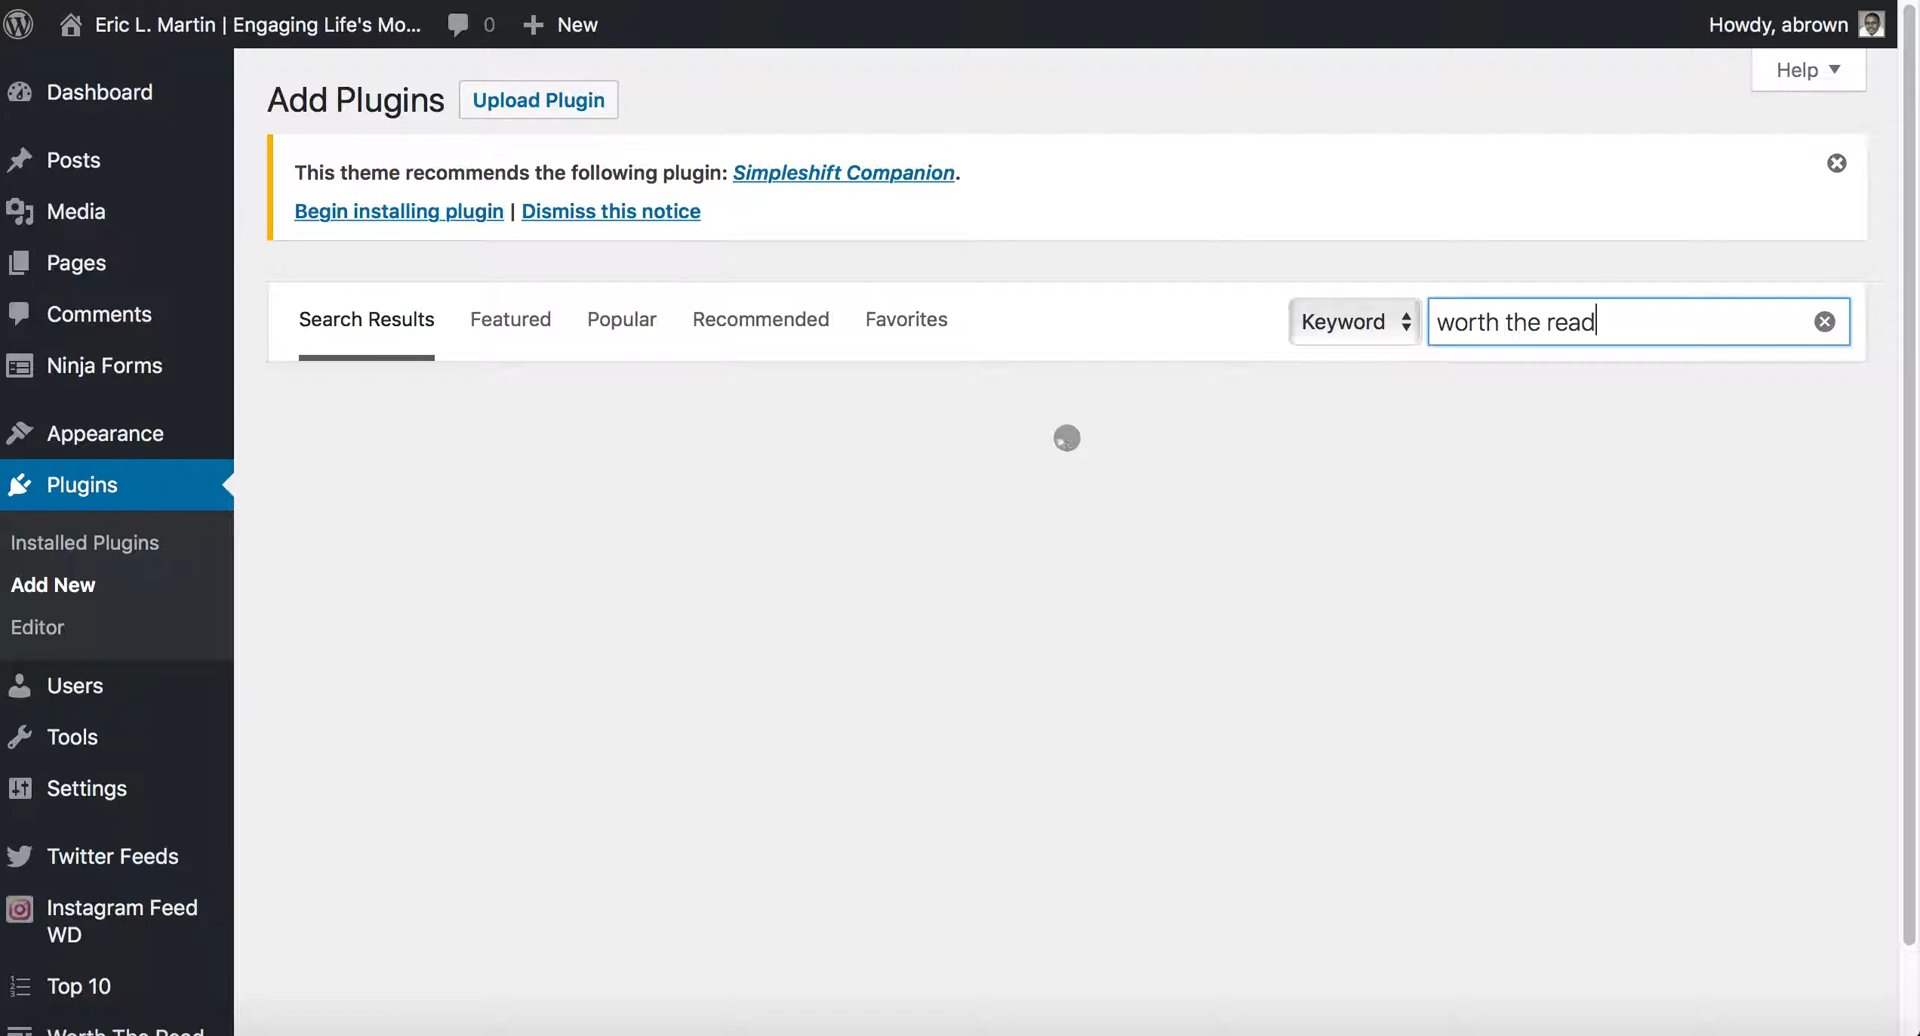 Eric L. Martin | Engaging Life's Mo...
0
New
Howdy, abrown
Help
Dashboard
Posts
Media
Pages
Comments
Ninja Forms
Appearance
Plugins
Installed Plugins
Add New
Editor
Users
Tools
Settings
Twitter Feeds
Instagram Feed
WD
Top 10
Worth The Read
Add Plugins
Upload Plugin
This theme recommends the following plugin: Simpleshift Companion.
Begin installing plugin | Dismiss this notice
Search Results
Featured
Popular
Recommended
Favorites
Keyword
worth the read